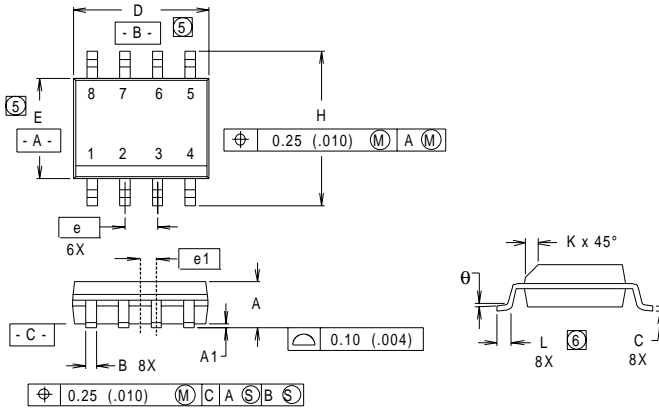 D
- B - 5
8 7 6 5
5 E
- A -
H
⌖ 0.25 (.010) Ⓜ A Ⓜ
1 2 3 4
e
6X
e1
K x 45°
θ
A
- C -
A1
⌓ 0.10 (.004)
L 6 C
8X 8X
B 8X
⌖ 0.25 (.010) Ⓜ C A Ⓢ B Ⓢ